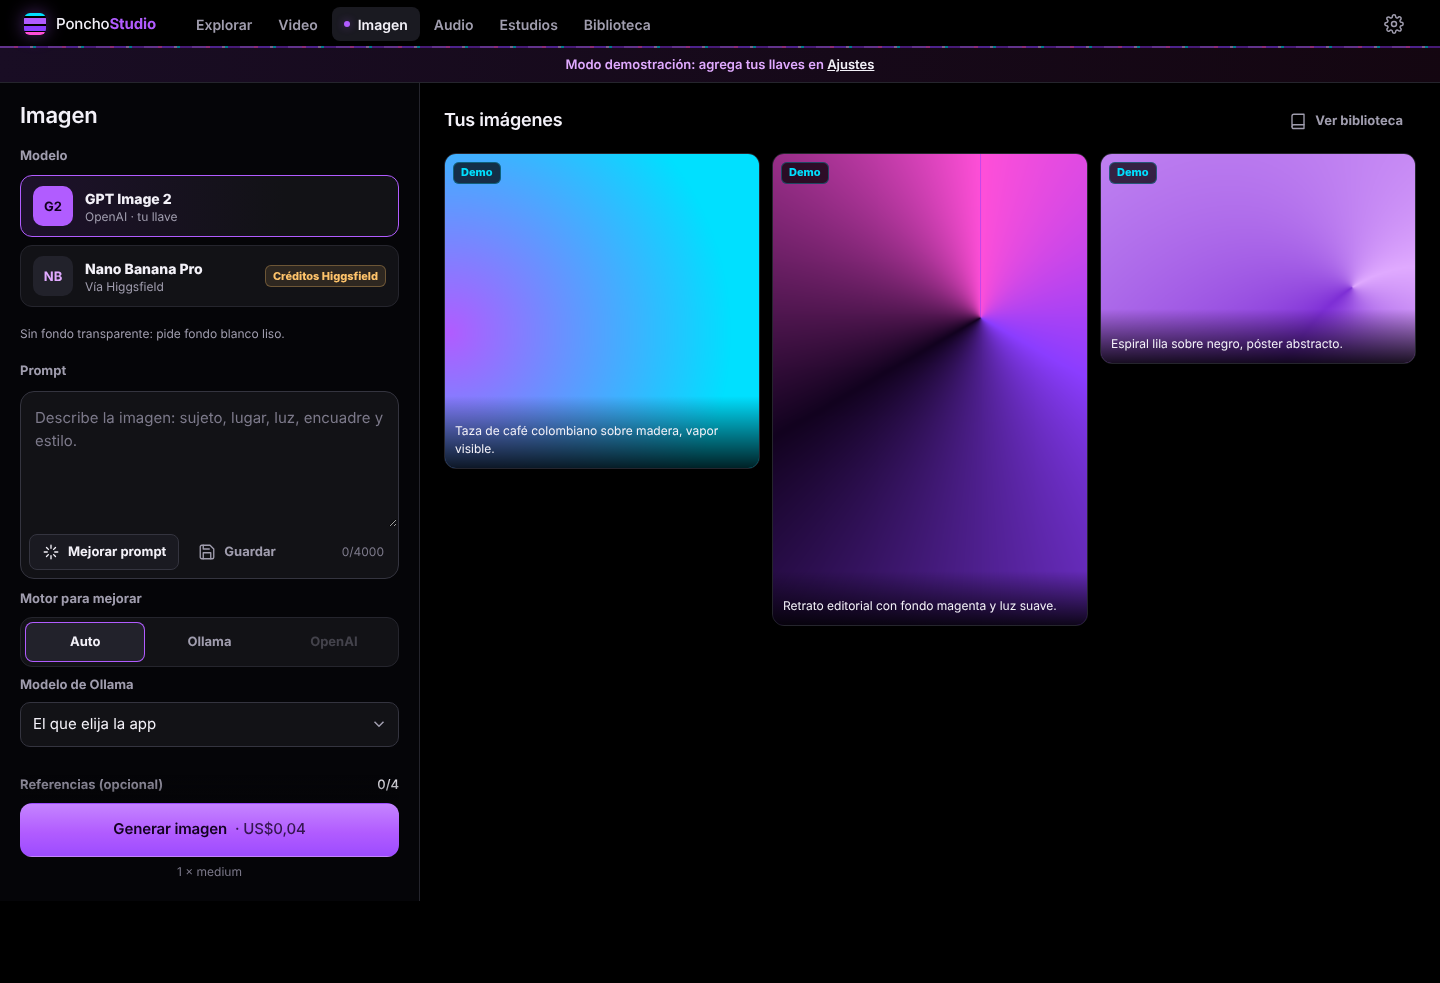 PonchoStudio
Explorar
Video
Imagen
Audio
Estudios
Biblioteca
Modo demostración: agrega tus llaves en Ajustes
Imagen
Modelo
G2
GPT Image 2
OpenAI · tu llave
NB
Nano Banana Pro
Vía Higgsfield
Créditos Higgsfield
Sin fondo transparente: pide fondo blanco liso.
Prompt
Describe la imagen: sujeto, lugar, luz, encuadre y
estilo.
Mejorar prompt
Guardar
0/4000
Motor para mejorar
Auto
Ollama
OpenAI
Modelo de Ollama
El que elija la app
Referencias (opcional)
0/4
Generar imagen · US$0,04
1 × medium
Tus imágenes
Ver biblioteca
Demo
Taza de café colombiano sobre madera, vapor
visible.
Demo
Retrato editorial con fondo magenta y luz suave.
Demo
Espiral lila sobre negro, póster abstracto.